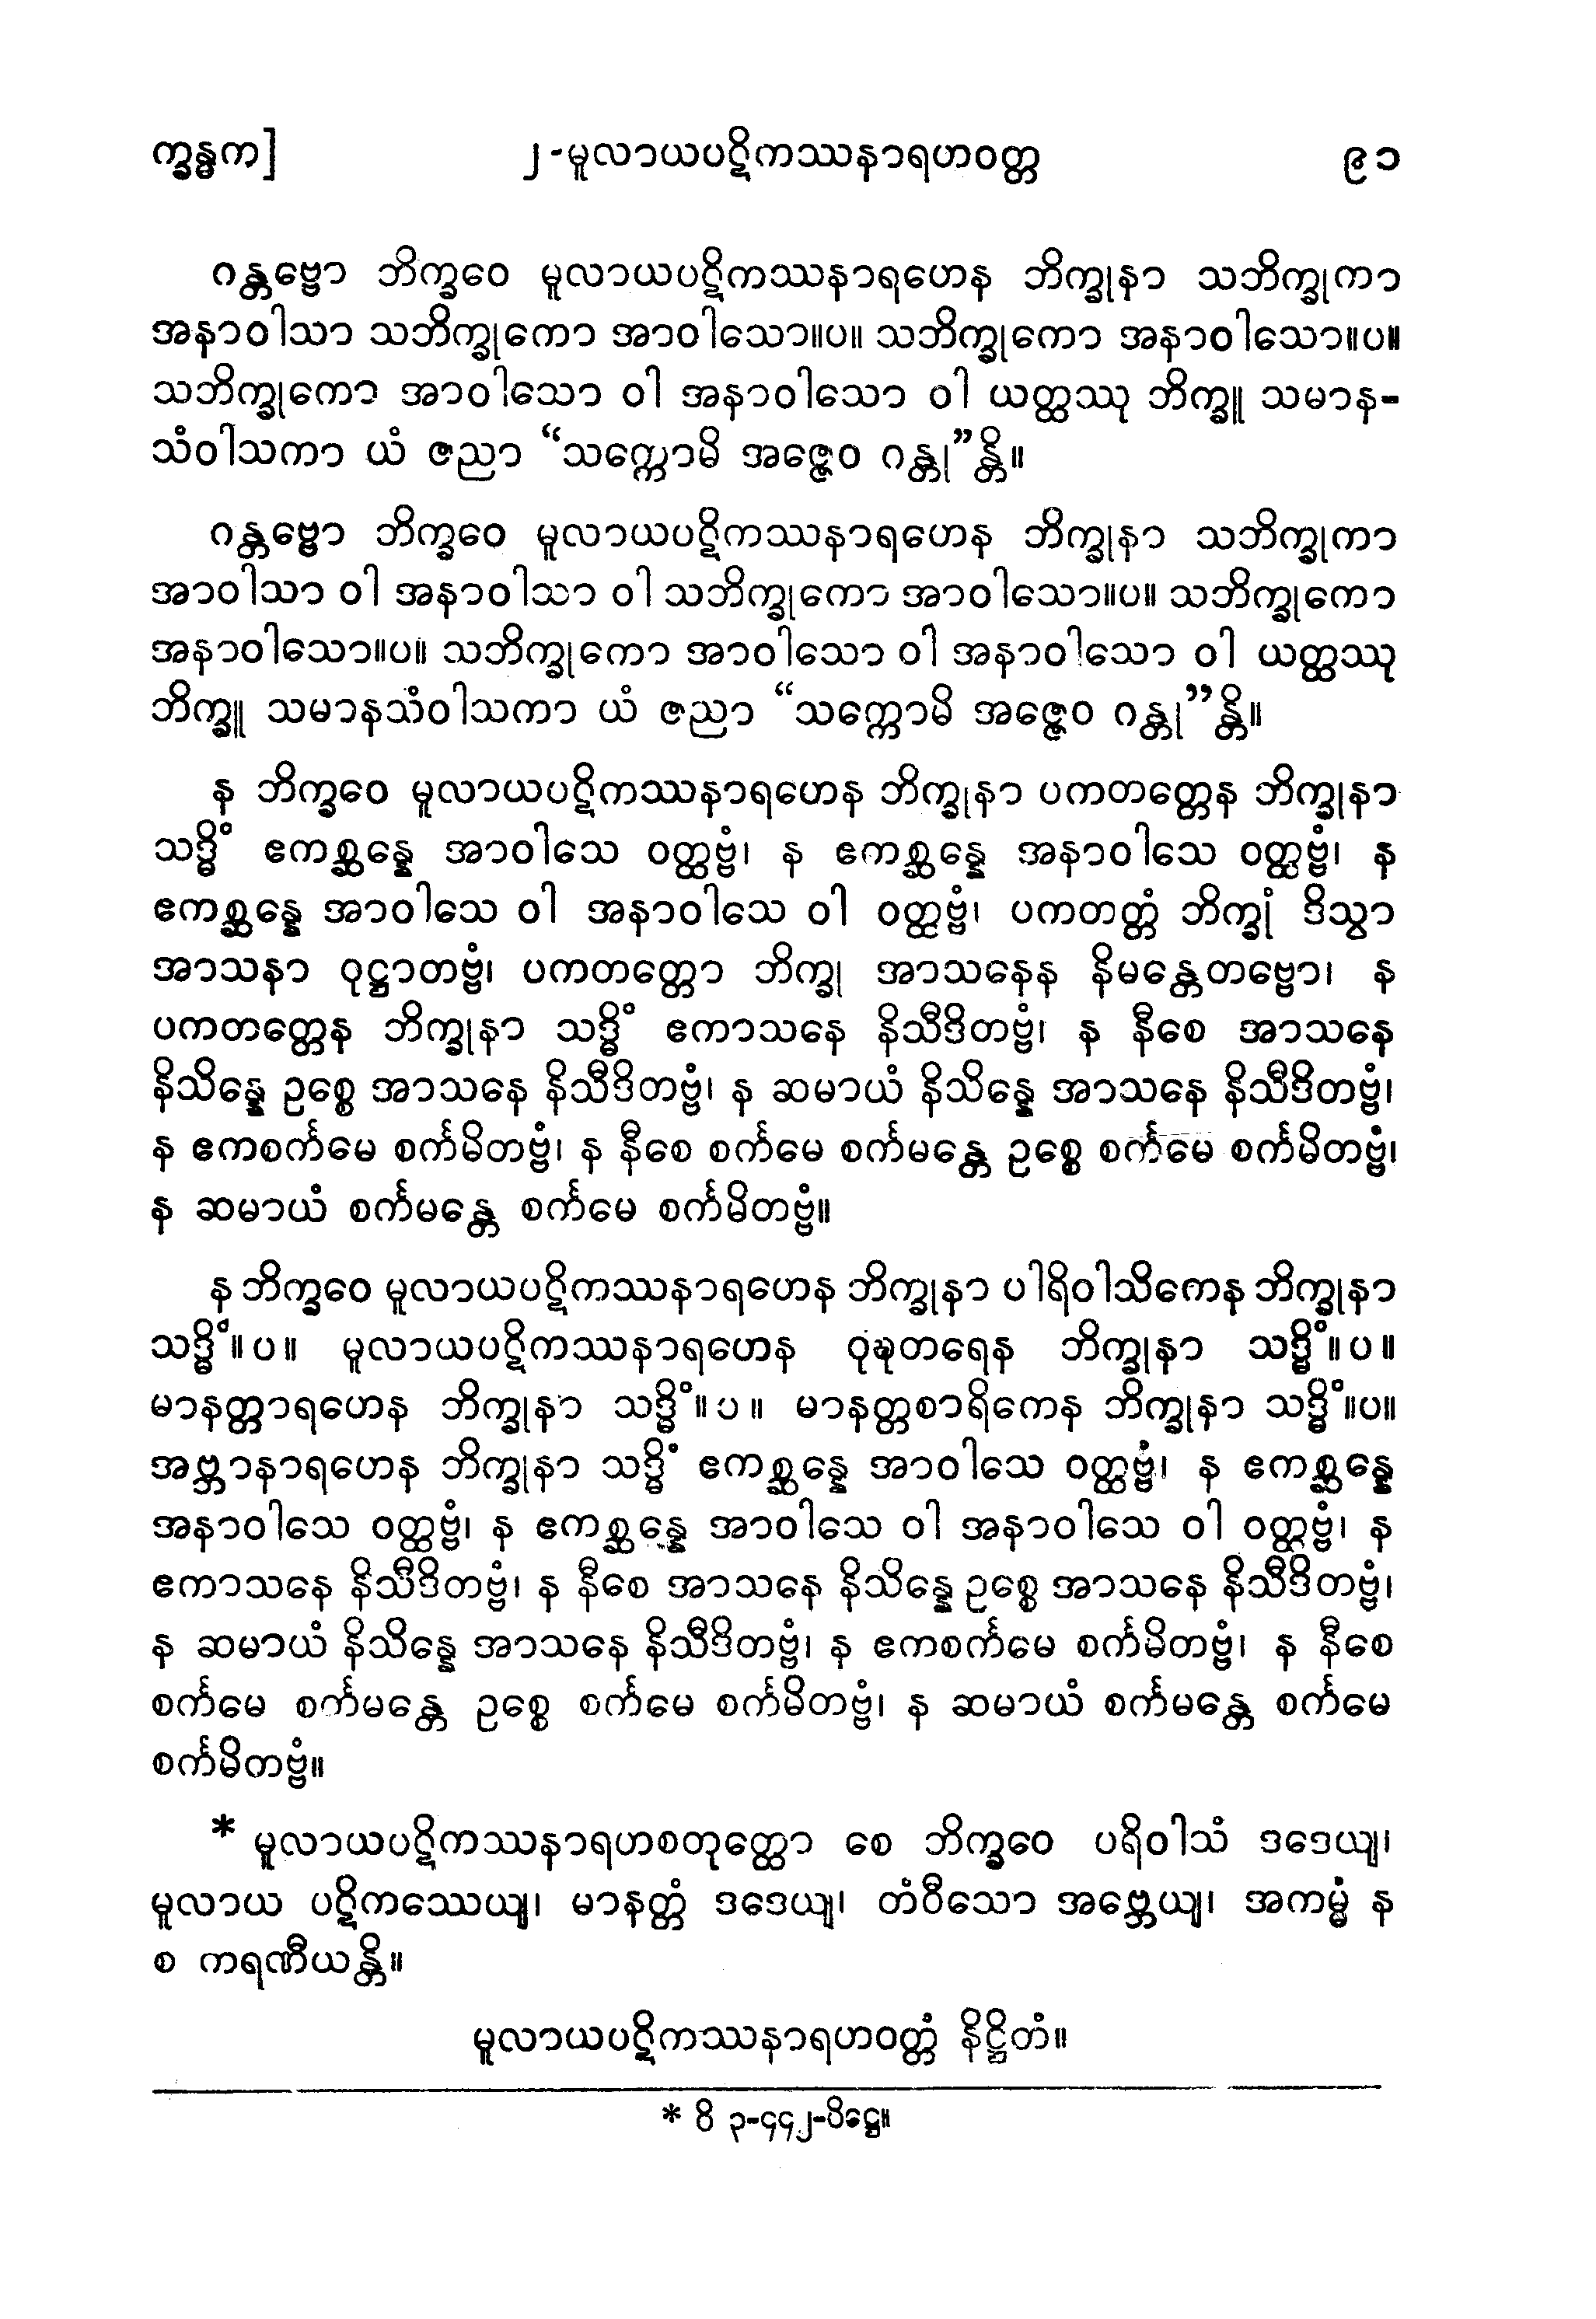 က္ခန္ဓက]	၂-မူလာယပဋိကဿနာရဟဝတ္တ	၉၁
ဂန္တဗ္ဗော ဘိက္ခဝေ မူလာယပဋိကဿနာရဟေန ဘိက္ခုနာ သဘိက္ခုကာ
အနာဝါသာ သဘိက္ခုကော အာဝါသော။ပ။ သဘိက္ခုကော အနာဝါသော။ပ။
သဘိက္ခုကော အာဝါသော ဝါ အနာဝါသော ဝါ ယတ္ထဿု ဘိက္ခူ သမာန-
သံဝါသကာ ယံ ဇညာ “သက္ကောမိ အဇ္ဇေဝ ဂန္တု”န္တိ။
ဂန္တဗ္ဗော ဘိက္ခဝေ မူလာယပဋိကဿနာရဟေန ဘိက္ခုနာ သဘိက္ခုကာ
အာဝါသာ ဝါ အနာဝါသာ ဝါ သဘိက္ခုကော အာဝါသော။ပ။ သဘိက္ခုကော
အနာဝါသော။ပ။ သဘိက္ခုကော အာဝါသော ဝါ အနာဝါသော ဝါ ယတ္ထဿု
ဘိက္ခူ သမာနသံဝါသကာ ယံ ဇညာ “သက္ကောမိ အဇ္ဇေဝ ဂန္တု”န္တိ။
န ဘိက္ခဝေ မူလာယပဋိကဿနာရဟေန ဘိက္ခုနာ ပကတတ္တေန ဘိက္ခုနာ
သဒ္ဓိံ ဧကစ္ဆန္နေ အာဝါသေ ဝတ္ထဗ္ဗံ၊ န ဧကစ္ဆန္နေ အနာဝါသေ ဝတ္ထဗ္ဗံ၊ န
ဧကစ္ဆန္နေ အာဝါသေ ဝါ အနာဝါသေ ဝါ ဝတ္ထဗ္ဗံ၊ ပကတတ္တံ ဘိက္ခုံ ဒိသွာ
အာသနာ ဝုဋ္ဌာတဗ္ဗံ၊ ပကတတ္တော ဘိက္ခု အာသနေန နိမန္တေတဗ္ဗော၊ န
ပကတတ္တေန ဘိက္ခုနာ သဒ္ဓိံ ဧကာသနေ နိသီဒိတဗ္ဗံ၊ န နီစေ အာသနေ
နိသိန္နေ ဥစ္စေ အာသနေ နိသီဒိတဗ္ဗံ၊ န ဆမာယံ နိသိန္နေ အာသနေ နိသီဒိတဗ္ဗံ၊
န ဧကစင်္ကမေ စင်္ကမိတဗ္ဗံ၊ န နီစေ စင်္ကမေ စင်္ကမန္တေ ဥစ္စေ စင်္ကမေ စင်္ကမိတဗ္ဗံ၊
န ဆမာယံ စင်္ကမန္တေ စင်္ကမေ စင်္ကမိတဗ္ဗံ။
န ဘိက္ခဝေ မူလာယပဋိကဿနာရဟေန ဘိက္ခုနာ ပါရိဝါသိကေန ဘိက္ခုနာ
သဒ္ဓိံ။ပ။ မူလာယပဋိကဿနာရဟေန ဝုဍ္ဎတရေန ဘိက္ခုနာ သဒ္ဓိံ။ပ။
မာနတ္တာရဟေန ဘိက္ခုနာ သဒ္ဓိံ။ပ။ မာနတ္တစာရိကေန ဘိက္ခုနာ သဒ္ဓိံ။ပ။
အဗ္ဘာနာရဟေန ဘိက္ခုနာ သဒ္ဓိံ ဧကစ္ဆန္နေ အာဝါသေ ဝတ္ထဗ္ဗံ၊ န ဧကစ္ဆန္နေ
အနာဝါသေ ဝတ္ထဗ္ဗံ၊ န ဧကစ္ဆန္နေ အာဝါသေ ဝါ အနာဝါသေ ဝါ ဝတ္ထဗ္ဗံ၊ န
ဧကာသနေ နိသီဒိတဗ္ဗံ၊ န နီစေ အာသနေ နိသိန္နေ ဥစ္စေ အာသနေ နိသီဒိတဗ္ဗံ၊
န ဆမာယံ နိသိန္နေ အာသနေ နိသီဒိတဗ္ဗံ၊ န ဧကစင်္ကမေ စင်္ကမိတဗ္ဗံ၊ န နီစေ
စင်္ကမေ စင်္ကမန္တေ ဥစ္စေ စင်္ကမေ စင်္ကမိတဗ္ဗံ၊ န ဆမာယံ စင်္ကမန္တေ စင်္ကမေ
စင်္ကမိတဗ္ဗံ။
* မူလာယပဋိကဿနာရဟစတုတ္ထော စေ ဘိက္ခဝေ ပရိဝါသံ ဒဒေယျ၊
မူလာယ ပဋိကဿေယျ၊ မာနတ္တံ ဒဒေယျ၊ တံဝီသော အဗ္ဘေယျ၊ အကမ္မံ န
စ ကရဏီယန္တိ။
မူလာယပဋိကဿနာရဟဝတ္တံ နိဋ္ဌိတံ။
* ဝိ ၃-၄၄၂-ပိဋ္ဌေ။